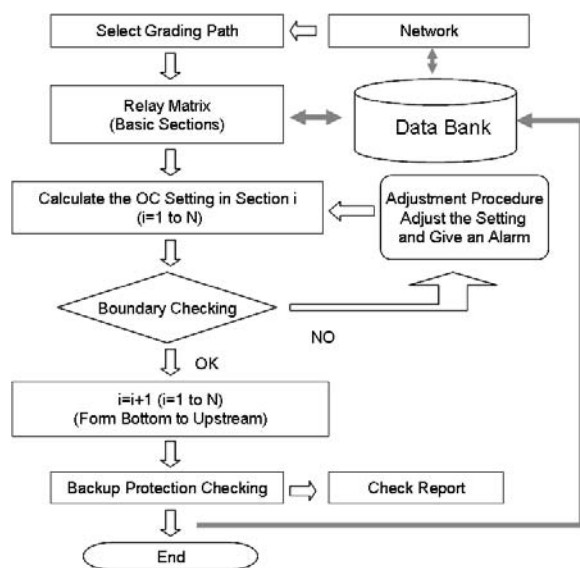 Select Grading Path
Network
Relay Matrix
(Basic Sections)
Data Bank
Calculate the OC Setting in Section i
(i=1 to N)
Adjustment Procedure
Adjust the Setting
and Give an Alarm
Boundary Checking
NO
OK
i=i+1 (i=1 to N)
(Form Bottom to Upstream)
Backup Protection Checking
Check Report
End